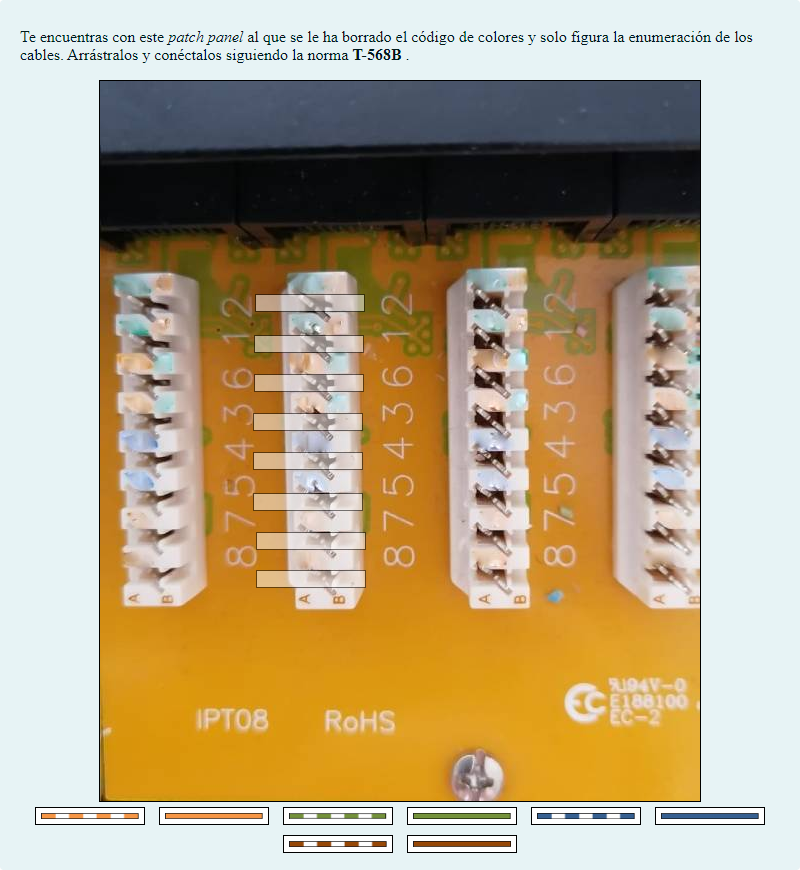 Te encuentras con este patch panel al que se le ha borrado el código de colores y solo figura la enumeración de los
cables. Arrástralos y conéctalos siguiendo la norma T-568B .
8 7 5 4 3 6 1 2
8 7 5 4 3 6 1 2
8 7 5 4 3 6 1 2
A B
A B
A B
A B
IPT08
RoHS
94V-0
E188100
EC-2